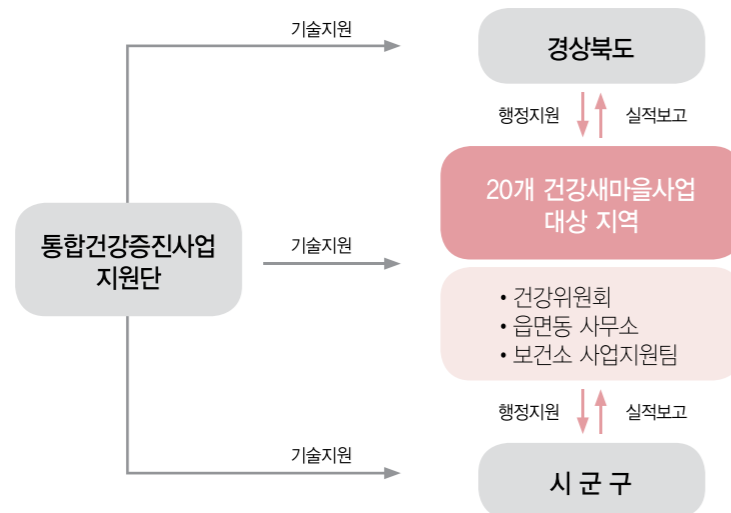 기술지원
경상북도
행정지원 실적보고
20개 건강새마을사업
대상 지역
통합건강증진사업
지원단
기술지원
• 건강위원회
• 읍면동 사무소
• 보건소 사업지원팀
행정지원 실적보고
기술지원
시 군 구